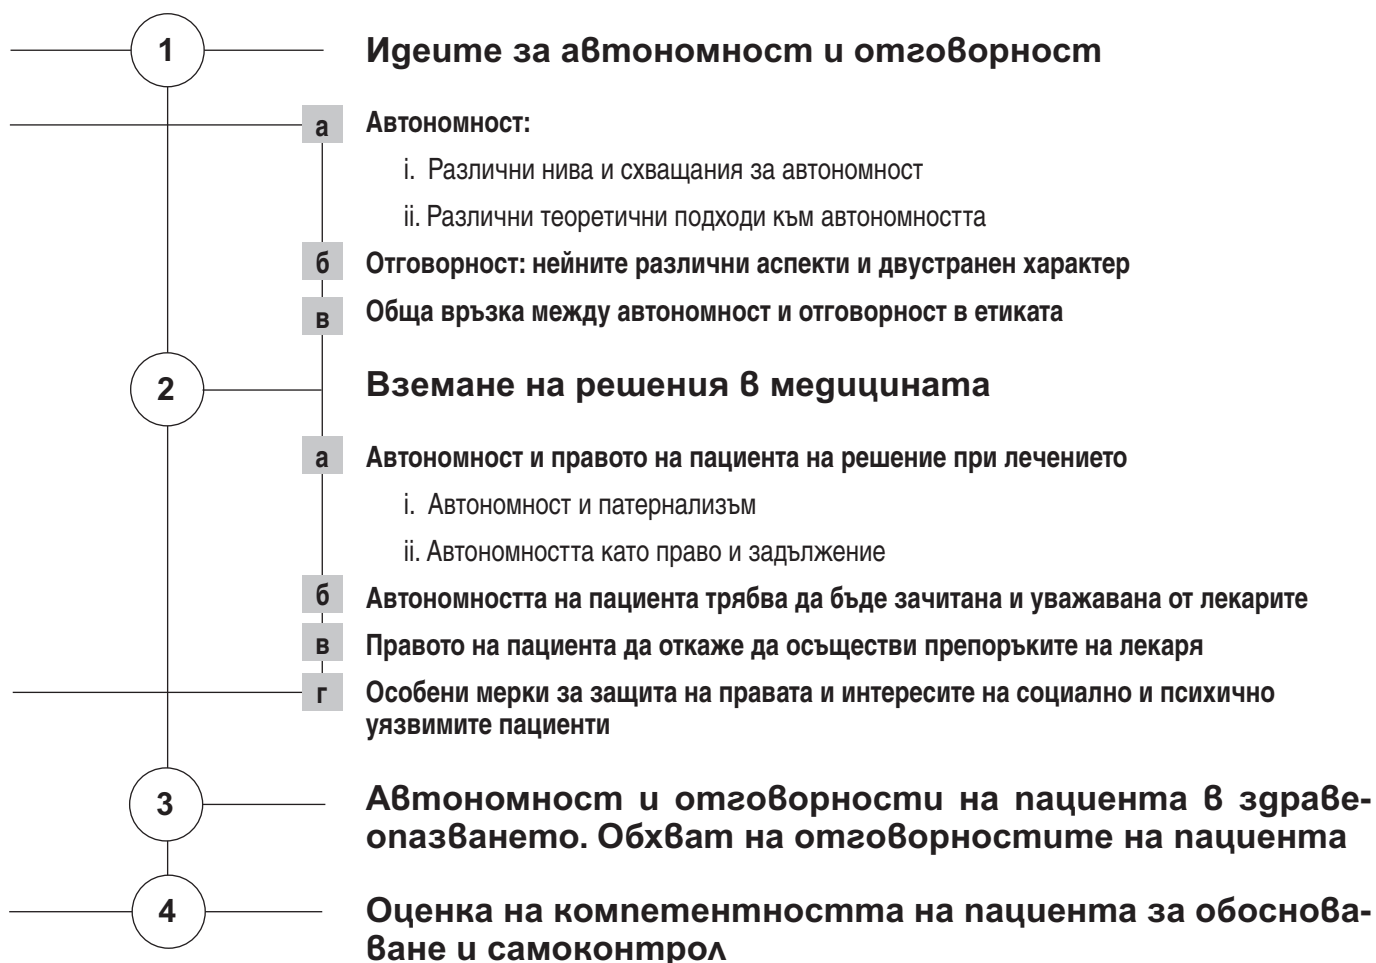 1 Идеите за автономност и отговорност
а Автономност:
i. Различни нива и схващания за автономност
ii. Различни теоретични подходи към автономността
б Отговорност: нейните различни аспекти и двустранен характер
в Обща връзка между автономност и отговорност в етиката
2 Вземане на решения в медицината
а Автономност и правото на пациента на решение при лечението
i. Автономност и патернализъм
ii. Автономността като право и задължение
б Автономността на пациента трябва да бъде зачитана и уважавана от лекарите
в Правото на пациента да откаже да осъществи препоръките на лекаря
г Особени мерки за защита на правата и интересите на социално и психично
уязвимите пациенти
3 Автономност и отговорности на пациента в здраве-
опазването. Обхват на отговорностите на пациента
4 Оценка на компетентността на пациента за обоснова-
ване и самоконтрол